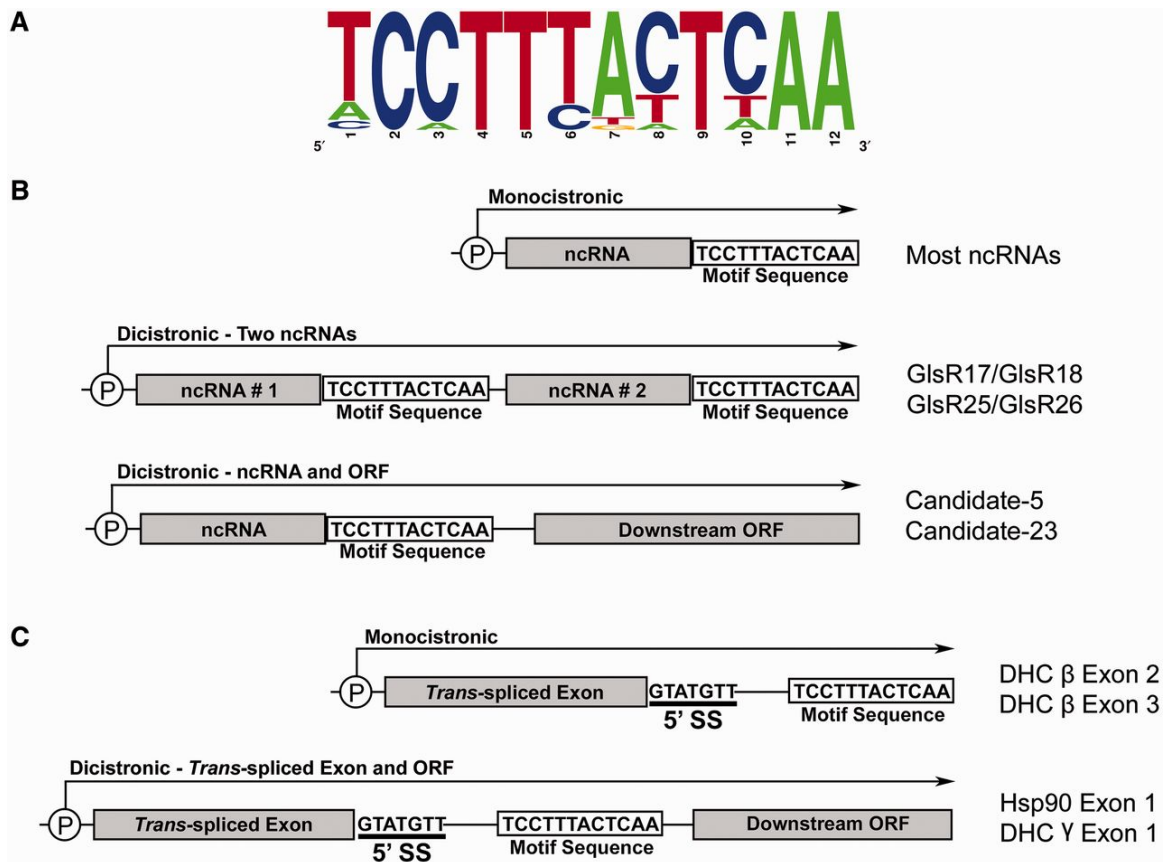 A
TCCTTTACTCAA
A A C T T T
C A G A A
5′ 1 2 3 4 5 6 7 8 9 10 11 12 3′
B
Monocistronic
P ncRNA TCCTTTACTCAA Most ncRNAs
Motif Sequence
Dicistronic - Two ncRNAs
P ncRNA # 1 TCCTTTACTCAA ncRNA # 2 TCCTTTACTCAA GlsR17/GlsR18
Motif Sequence Motif Sequence GlsR25/GlsR26
Dicistronic - ncRNA and ORF
P ncRNA TCCTTTACTCAA Downstream ORF Candidate-5
Motif Sequence Candidate-23
C
Monocistronic
P Trans-spliced Exon GTATGTT TCCTTTACTCAA DHC β Exon 2
5’ SS Motif Sequence DHC β Exon 3
Dicistronic - Trans-spliced Exon and ORF
P Trans-spliced Exon GTATGTT TCCTTTACTCAA Downstream ORF Hsp90 Exon 1
5’ SS Motif Sequence DHC γ Exon 1